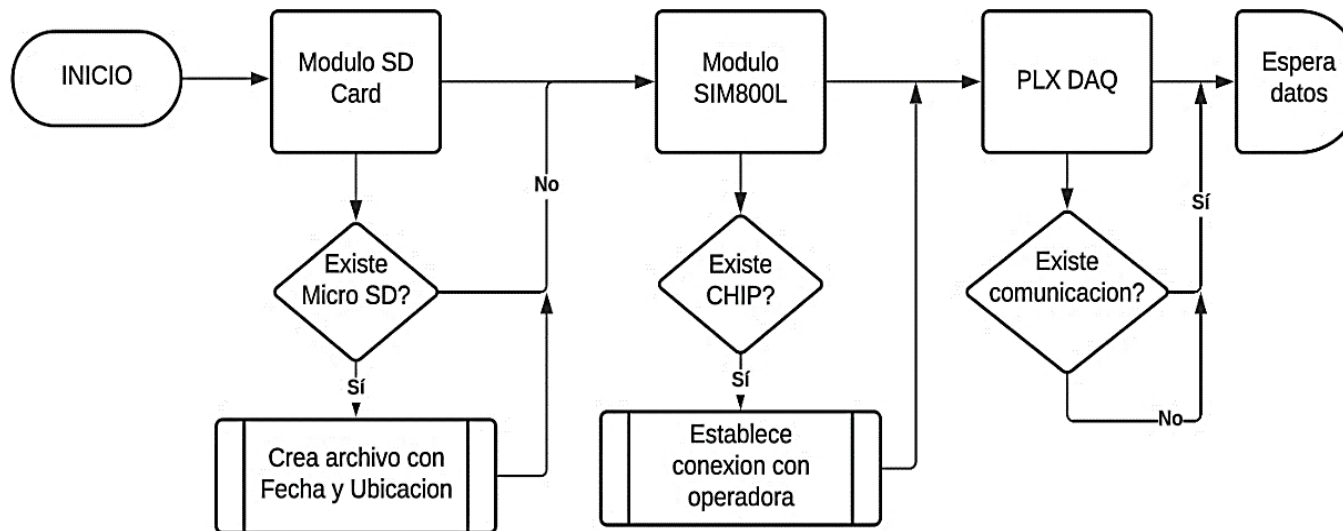 INICIO
Modulo SD
Card
Modulo
SIM800L
PLX DAQ
Espera
datos
No
Sí
Existe
Micro SD?
Existe
CHIP?
Existe
comunicacion?
Sí
Sí
No
Crea archivo con
Fecha y Ubicacion
Establece
conexion con
operadora